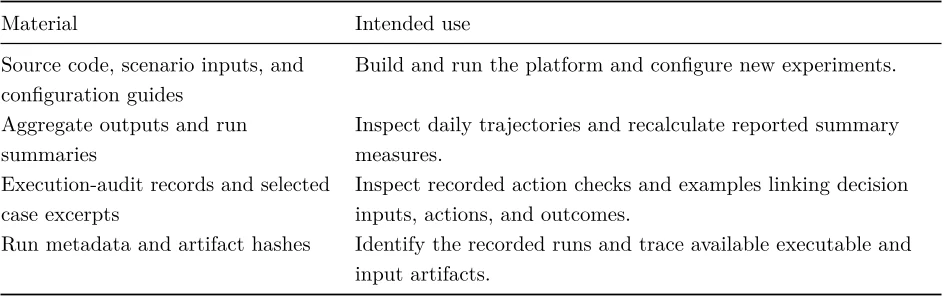 Material Intended use
Source code, scenario inputs, and Build and run the platform and configure new experiments.
configuration guides
Aggregate outputs and run Inspect daily trajectories and recalculate reported summary
summaries measures.
Execution-audit records and selected Inspect recorded action checks and examples linking decision
case excerpts inputs, actions, and outcomes.
Run metadata and artifact hashes Identify the recorded runs and trace available executable and
input artifacts.